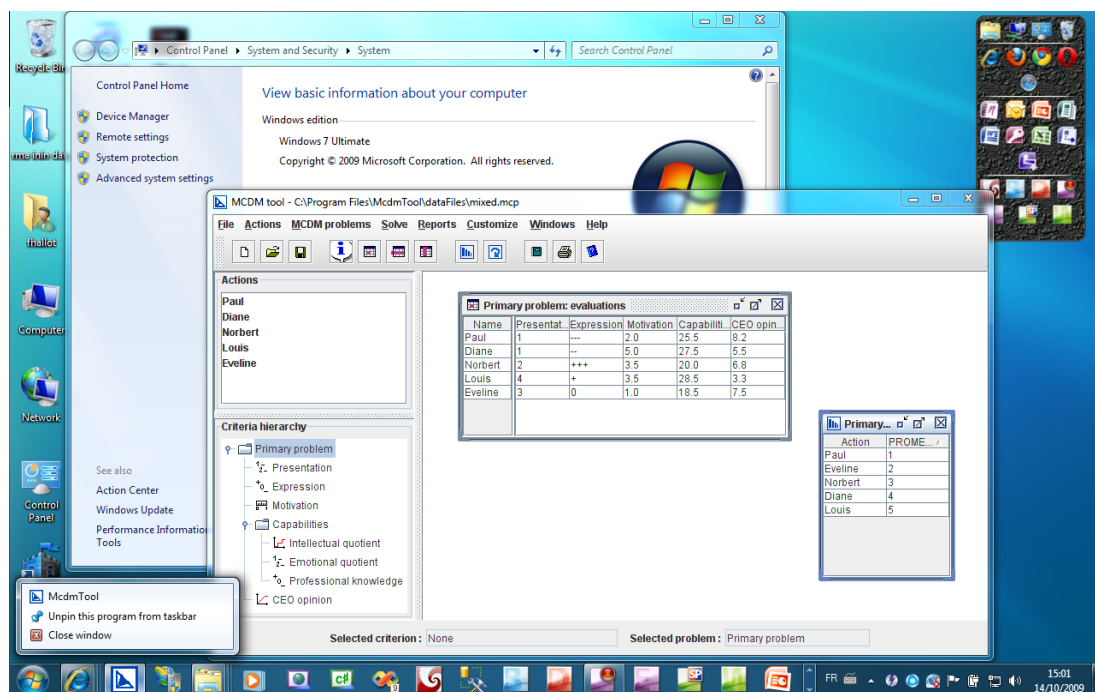 Recycle Bin
fhallot
Computer
Network
Control
Panel
Control Panel
System and Security
System
Search Control Panel
Control Panel Home
Device Manager
Remote settings
System protection
Advanced system settings
See also
Action Center
Windows Update
Performance Information
Tools
View basic information about your computer
Windows edition
Windows 7 Ultimate
Copyright © 2009 Microsoft Corporation. All rights reserved.
MCDM tool - C:\Program Files\McdmTool\dataFiles\mixed.mcp
File Actions MCDM problems Solve Reports Customize Windows Help
Actions
Paul
Diane
Norbert
Louis
Eveline
Criteria hierarchy
Primary problem
Presentation
Expression
Motivation
Capabilities
Intellectual quotient
Emotional quotient
Professional knowledge
CEO opinion
Primary problem: evaluations
Name Presentat... Expression Motivation Capabiliti... CEO opin...
Paul 1 --- 2.0 25.5 8.2
Diane 1 -- 5.0 27.5 5.5
Norbert 2 +++ 3.5 20.0 6.8
Louis 4 + 3.5 28.5 3.3
Eveline 3 0 1.0 18.5 7.5
Primary...
Action PROME...
Paul 1
Eveline 2
Norbert 3
Diane 4
Louis 5
Selected criterion : None Selected problem : Primary problem
McdmTool
Unpin this program from taskbar
Close window
FR
15:01
14/10/2009